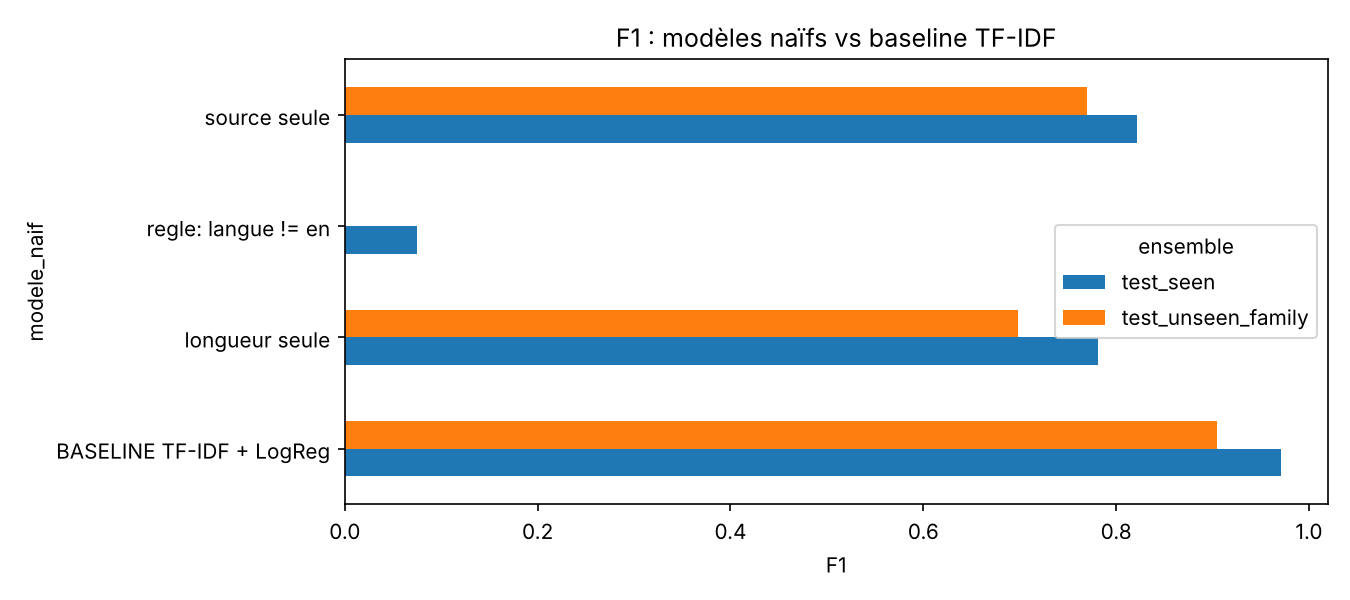 F1 : modèles naïfs vs baseline TF-IDF
source seule
regle: langue != en
longueur seule
BASELINE TF-IDF + LogReg
modele_naif
ensemble
test_seen
test_unseen_family
0.0 0.2 0.4 0.6 0.8 1.0
F1